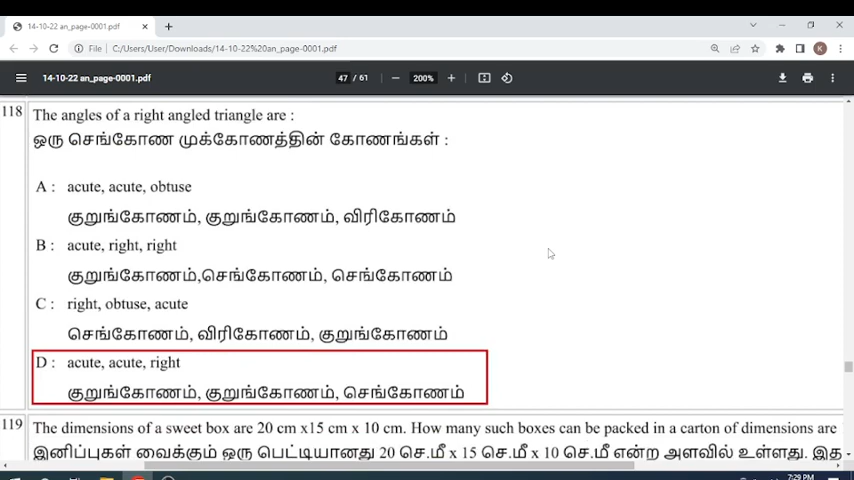 14-10-22 an_page-0001.pdf
File
C:/Users/User/Downloads/14-10-22%20an_page-0001.pdf
K
14-10-22 an_page-0001.pdf
47 / 61
200%
118
The angles of a right angled triangle are :
ஒரு செங்கோண முக்கோணத்தின் கோணங்கள் :
A : acute, acute, obtuse
குறுங்கோணம், குறுங்கோணம், விரிகோணம்
B : acute, right, right
குறுங்கோணம்,செங்கோணம், செங்கோணம்
C : right, obtuse, acute
செங்கோணம், விரிகோணம், குறுங்கோணம்
D : acute, acute, right
குறுங்கோணம், குறுங்கோணம், செங்கோணம்
119
The dimensions of a sweet box are 20 cm x15 cm x 10 cm. How many such boxes can be packed in a carton of dimensions are
இனிப்புகள் வைக்கும் ஒரு பெட்டியானது 20 செ.மீ x 15 செ.மீ x 10 செ.மீ என்ற அளவில் உள்ளது. இத
7:29 PM